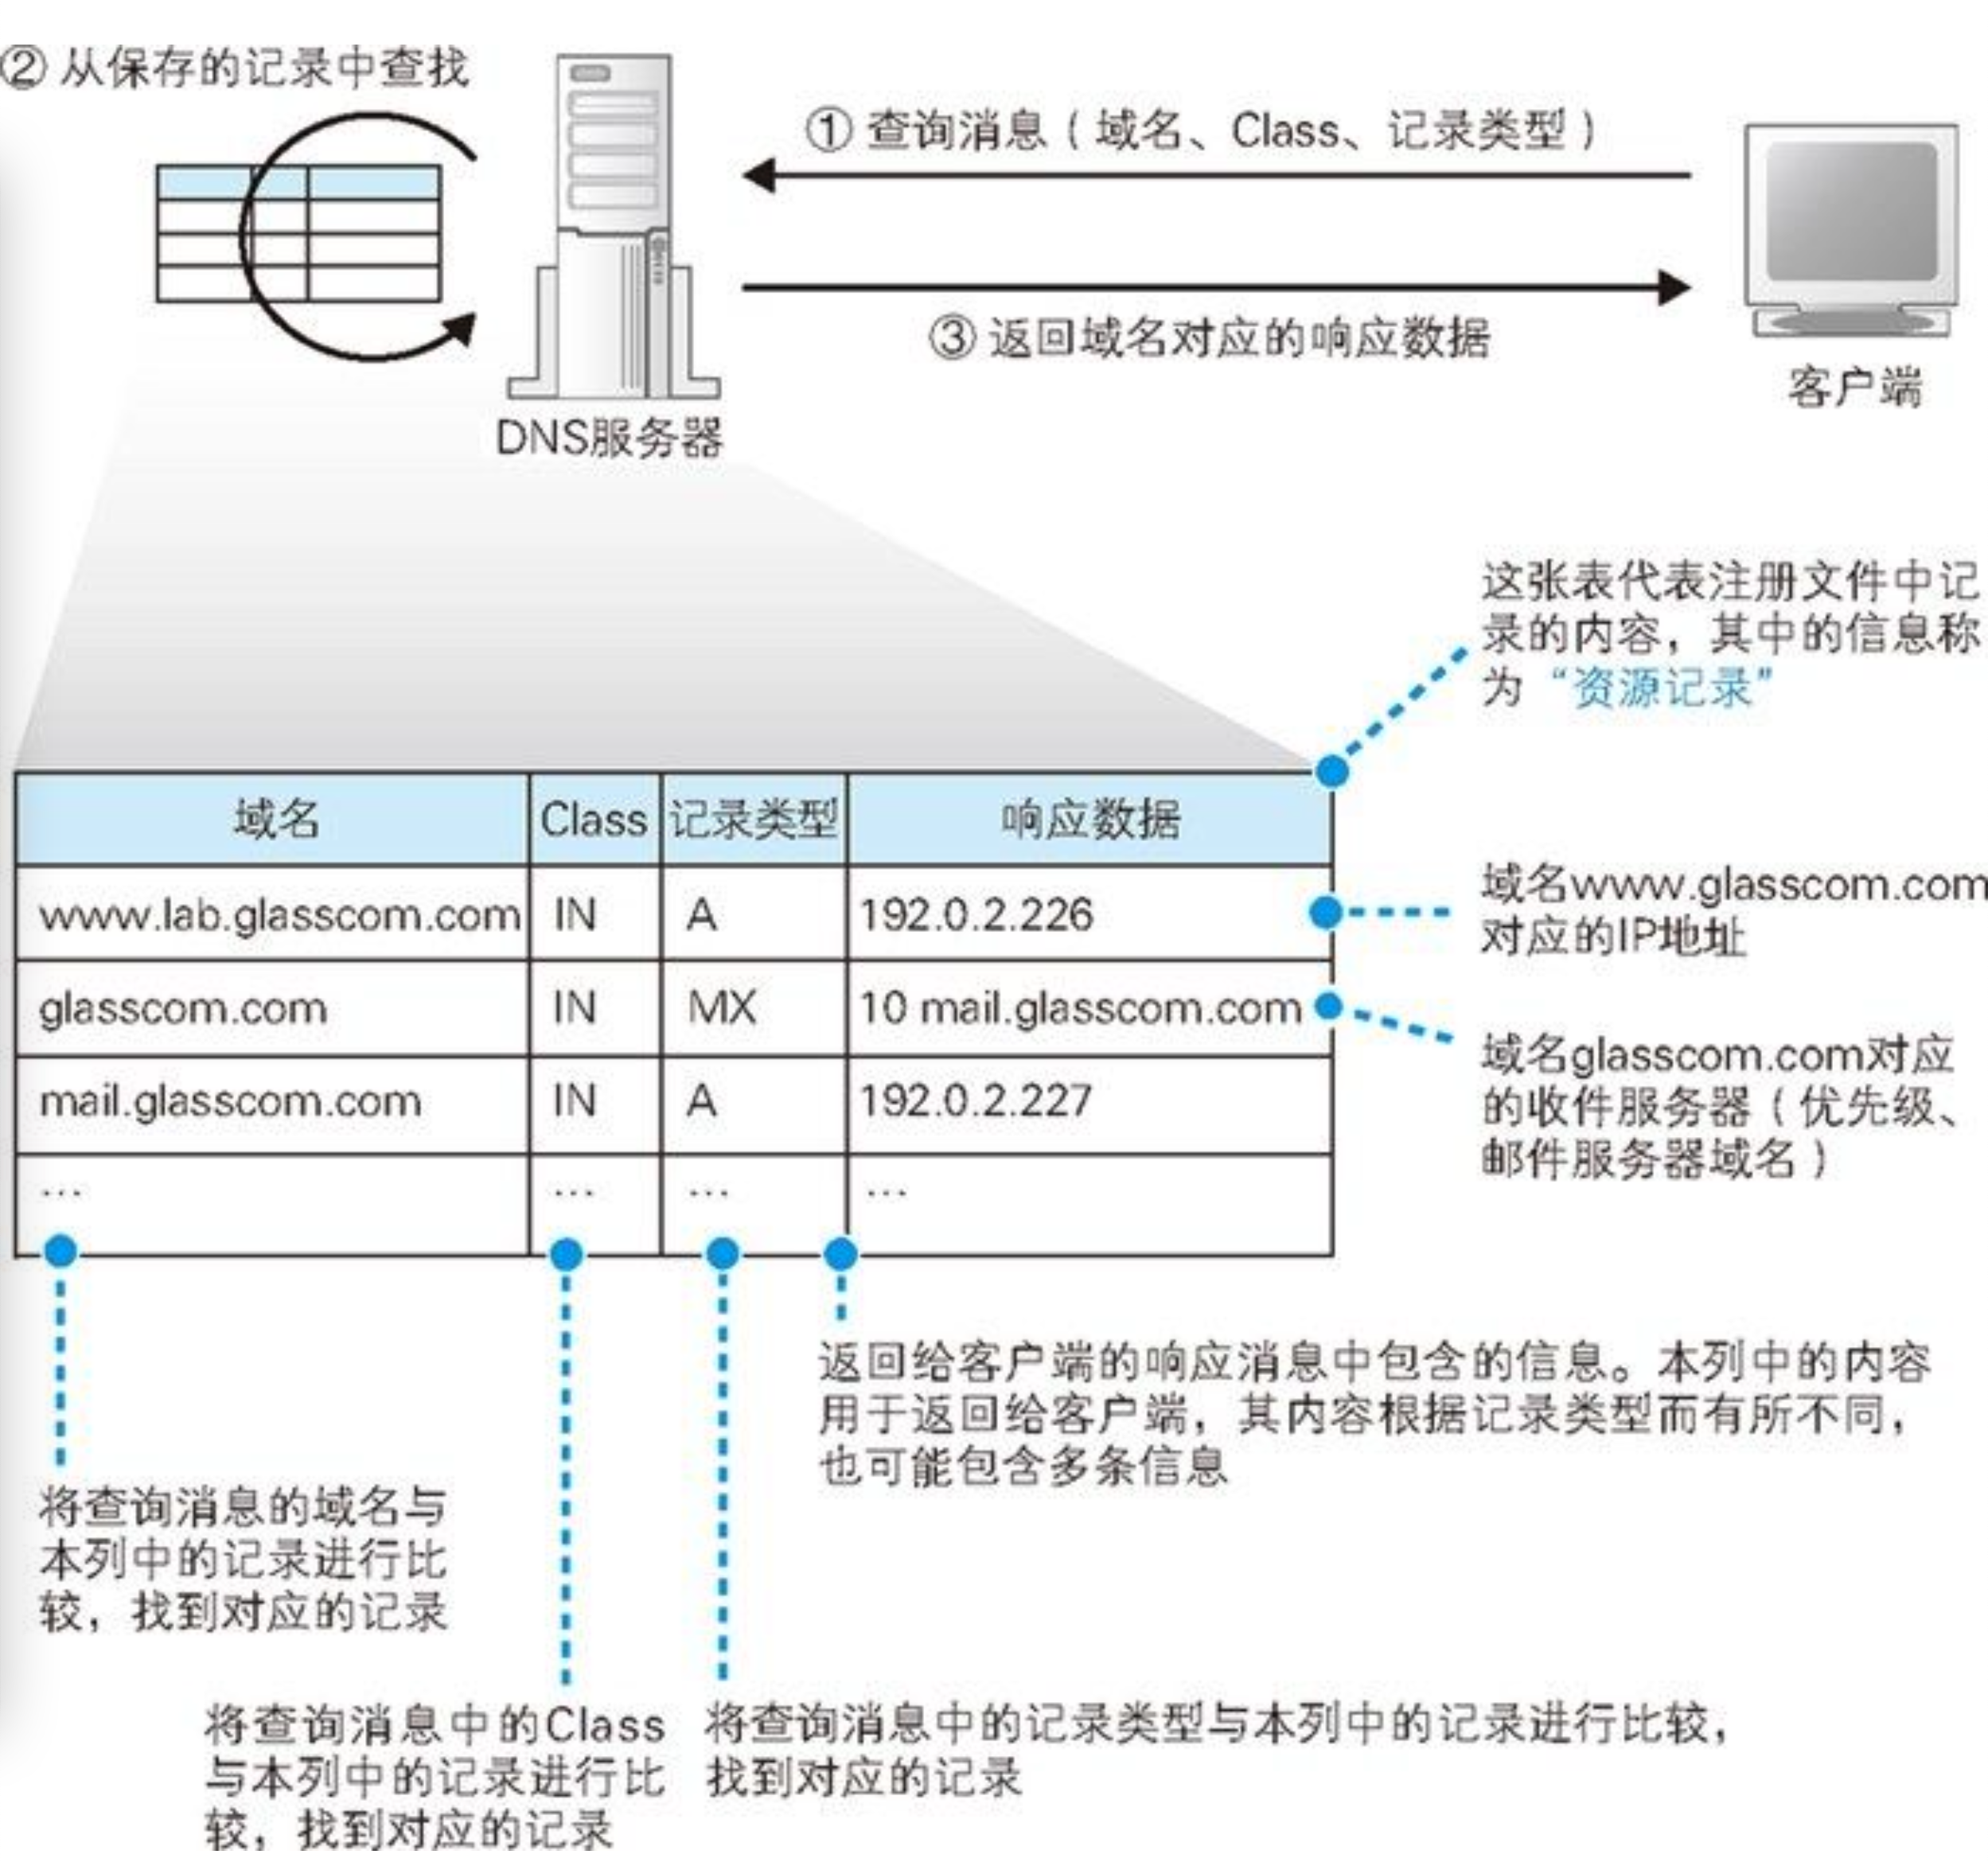 ② 从保存的记录中查找
① 查询消息（域名、Class、记录类型）
③ 返回域名对应的响应数据
DNS服务器
客户端
这张表代表注册文件中记
录的内容，其中的信息称
为“资源记录”
域名 Class 记录类型 响应数据
www.lab.glasscom.com IN A 192.0.2.226
glasscom.com IN MX 10 mail.glasscom.com
mail.glasscom.com IN A 192.0.2.227
… … … …
域名www.glasscom.com
对应的IP地址
域名glasscom.com对应
的收件服务器（优先级、
邮件服务器域名）
返回给客户端的响应消息中包含的信息。本列中的内容
用于返回给客户端，其内容根据记录类型而有所不同，
也可能包含多条信息
将查询消息的域名与
本列中的记录进行比
较，找到对应的记录
将查询消息中的Class
与本列中的记录进行比
较，找到对应的记录
将查询消息中的记录类型与本列中的记录进行比较，
找到对应的记录